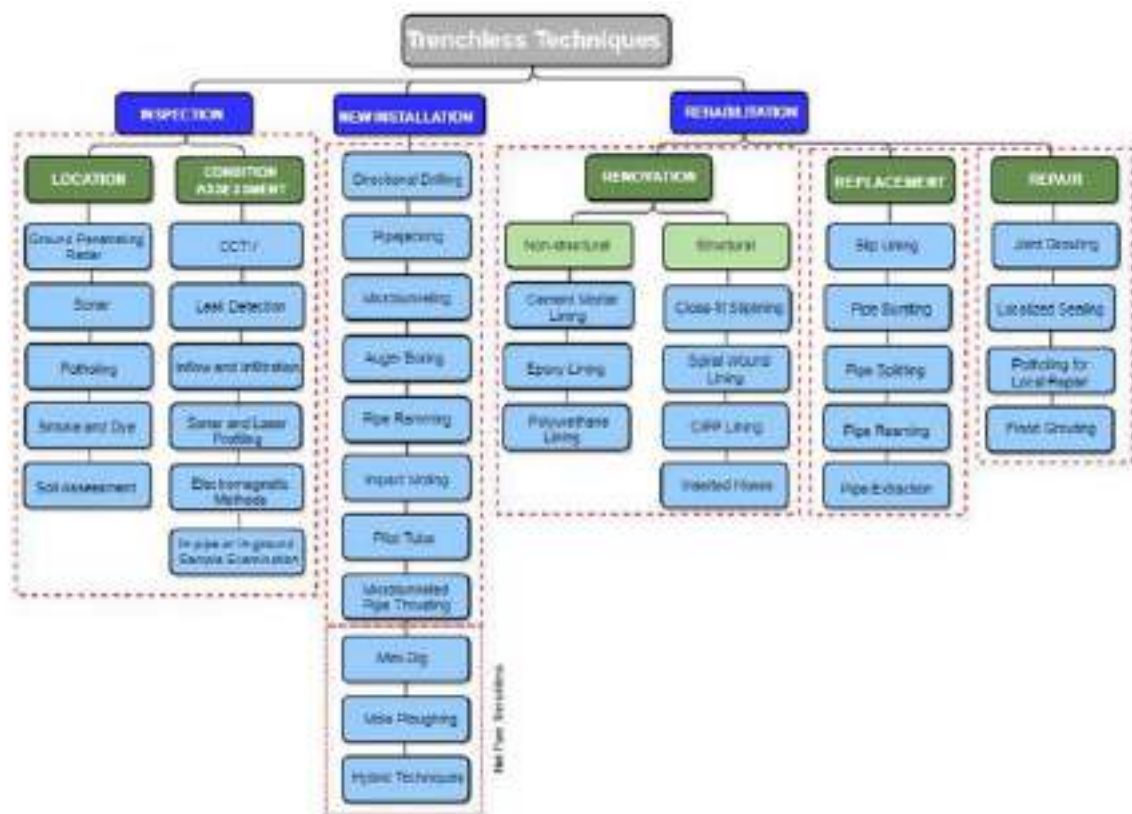 Trenchless Techniques
INSPECTION
NEW INSTALLATION
REHABILITATION
LOCATION
CONDITION
ASSESSMENT
RENOVATION
REPLACEMENT
REPAIR
Ground Penetrating
Radar
Sonar
Potholing
Smoke and Dye
Soil Assessment
CCTV
Leak Detection
Inflow and Infiltration
Sonar and Laser
Profiling
Electromagnetic
Methods
In-pipe or In-ground
Sample Examination
Directional Drilling
Pipejacking
Microtunneling
Auger Boring
Pipe Ramming
Impact Moling
Pilot Tube
Pipe Thrusting
Mini Dig
Mole Ploughing
Hybrid Techniques
Non-structural
Cement Mortar
Lining
Epoxy Lining
Polyurethane
Lining
Structural
Close-fit Sliplining
Spiral Wound
Lining
CIPP Lining
Inserted Hoses
Slip Lining
Pipe Bursting
Pipe Splitting
Pipe Reaming
Pipe Extraction
Joint Grouting
Localized Sealing
Potholing for
Local Repair
Grouting